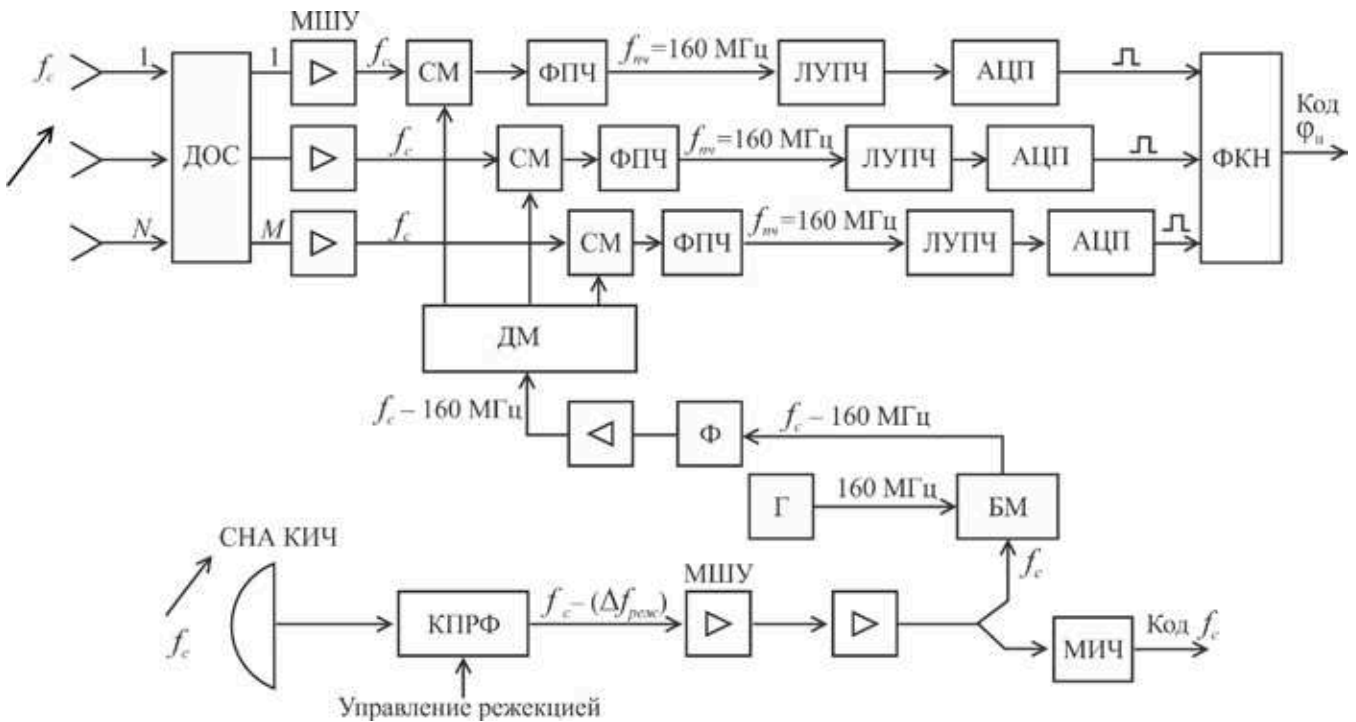 МШУ
f_c 1 1 f_c СМ ФПЧ f_пч=160 МГц ЛУПЧ АЦП
ДОС f_c СМ ФПЧ f_пч=160 МГц ЛУПЧ АЦП ФКН Код φ_ц
N M f_c СМ ФПЧ f_пч=160 МГц ЛУПЧ АЦП
ДМ
f_c – 160 МГц Ф f_c – 160 МГц
Г 160 МГц БМ
СНА КИЧ
f_c
МШУ
f_c КПРФ f_c – (Δf_реж) МИЧ Код f_c
Управление режекцией